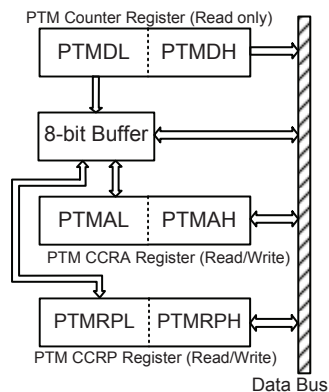 PTM Counter Register (Read only)
PTMDL PTMDH
8-bit Buffer
PTMAL PTMAH
PTM CCRA Register (Read/Write)
PTMRPL PTMRPH
PTM CCRP Register (Read/Write)
Data Bus